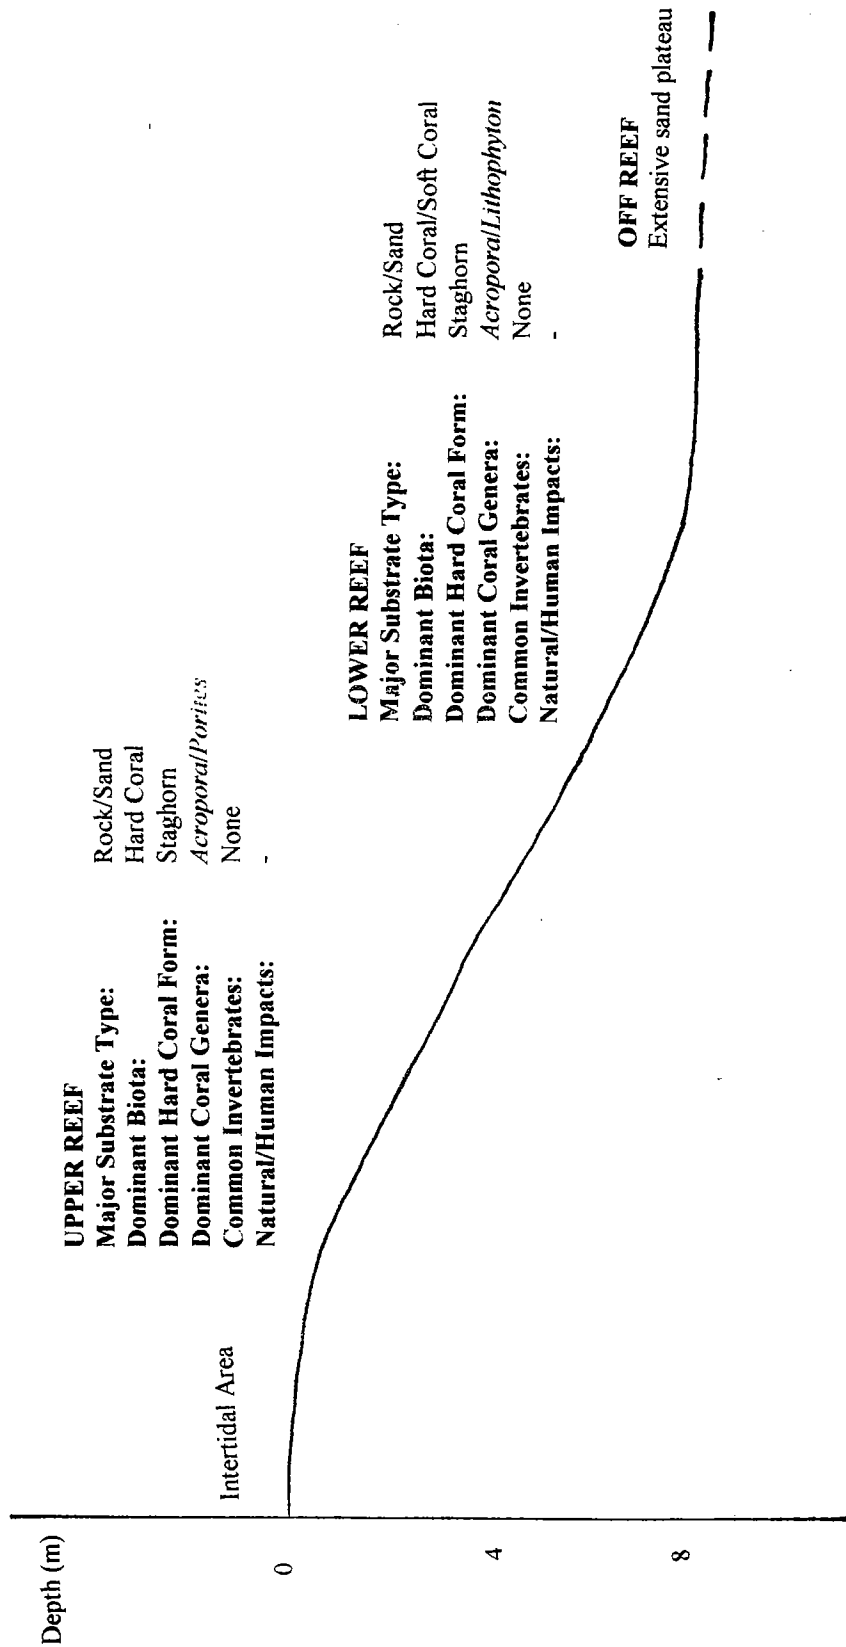 Depth (m)
0
4
8
Intertidal Area
UPPER REEF
Major Substrate Type: Rock/Sand
Dominant Biota: Hard Coral
Dominant Hard Coral Form: Staghorn
Dominant Coral Genera: Acropora/Porites
Common Invertebrates: None
Natural/Human Impacts: -
LOWER REEF
Major Substrate Type: Rock/Sand
Dominant Biota: Hard Coral/Soft Coral
Dominant Hard Coral Form: Staghorn
Dominant Coral Genera: Acropora/Lithophyton
Common Invertebrates: None
Natural/Human Impacts: -
OFF REEF
Extensive sand plateau